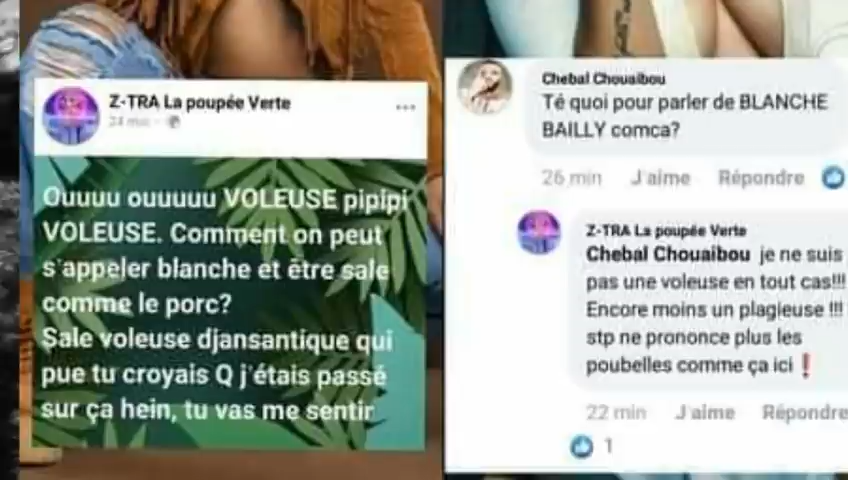 Z-TRA La poupée Verte
24 min
Ouuuu ouuuuu VOLEUSE pipipi
VOLEUSE. Comment on peut
s'appeler blanche et être sale
comme le porc?
Sale voleuse djansantique qui
pue tu croyais Q j'étais passé
sur ça hein, tu vas me sentir
Chebal Chouaibou
Té quoi pour parler de BLANCHE
BAILLY comca?
26 min J'aime Répondre
Z-TRA La poupée Verte
Chebal Chouaibou je ne suis
pas une voleuse en tout cas!!!
Encore moins un plagieuse !!!
stp ne prononce plus les
poubelles comme ça ici ❗
22 min J'aime Répondre
1